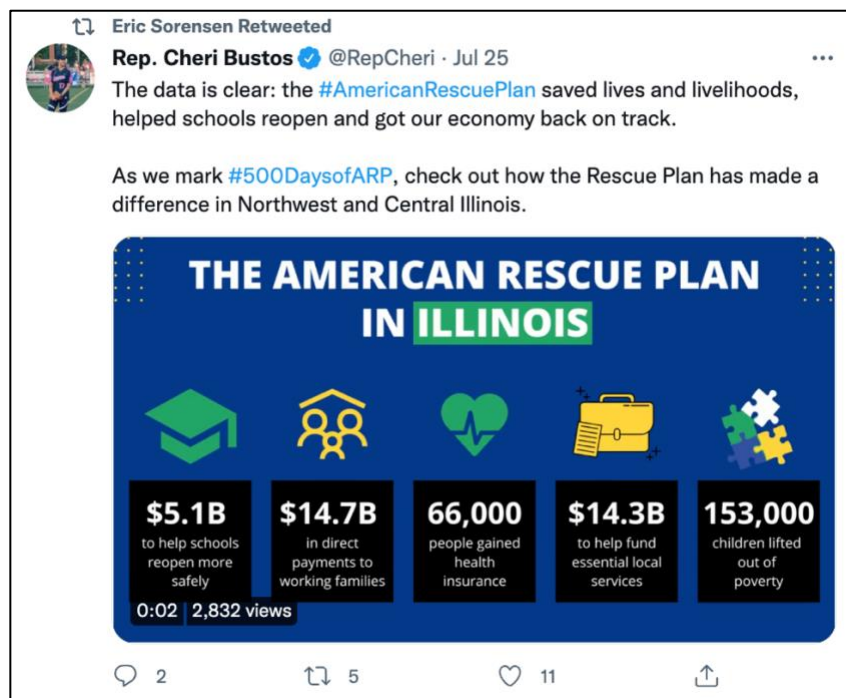 Eric Sorensen Retweeted
Rep. Cheri Bustos @RepCheri · Jul 25
The data is clear: the #AmericanRescuePlan saved lives and livelihoods,
helped schools reopen and got our economy back on track.
As we mark #500DaysofARP, check out how the Rescue Plan has made a
difference in Northwest and Central Illinois.
THE AMERICAN RESCUE PLAN
IN ILLINOIS
$5.1B
to help schools
reopen more
safely
$14.7B
in direct
payments to
working families
66,000
people gained
health
insurance
$14.3B
to help fund
essential local
services
153,000
children lifted
out of
poverty
0:02 2,832 views
2 5 11